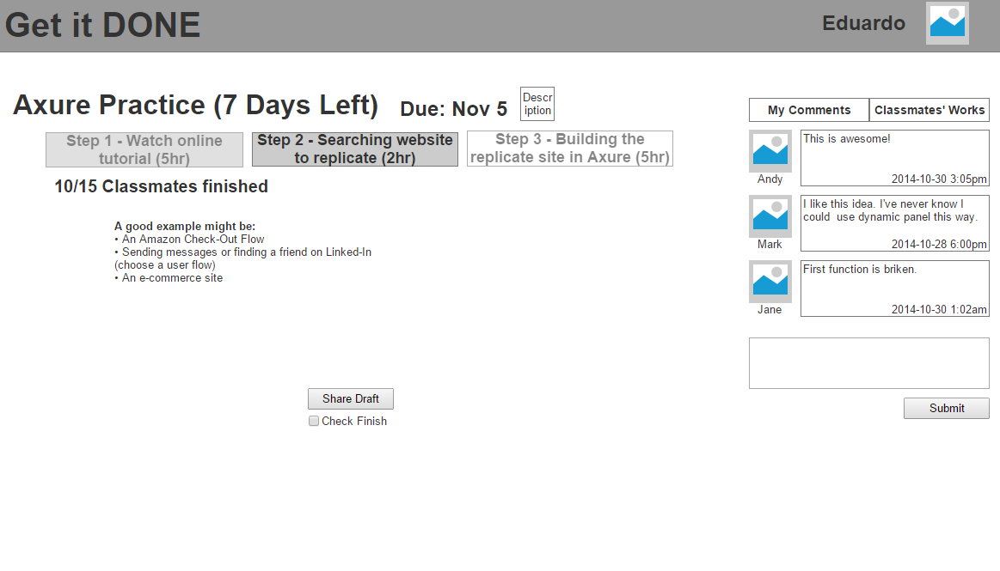 Get it DONE
Eduardo
Axure Practice (7 Days Left)
Due: Nov 5
Descr
iption
Step 1 - Watch online
tutorial (5hr)
Step 2 - Searching website
to replicate (2hr)
Step 3 - Building the
replicate site in Axure (5hr)
10/15 Classmates finished
A good example might be:
• An Amazon Check-Out Flow
• Sending messages or finding a friend on Linked-In
(choose a user flow)
• An e-commerce site
Share Draft
Check Finish
My Comments
Classmates' Works
This is awesome!
2014-10-30 3:05pm
Andy
I like this idea. I've never know I
could  use dynamic panel this way.
2014-10-28 6:00pm
Mark
First function is briken.
2014-10-30 1:02am
Jane
Submit